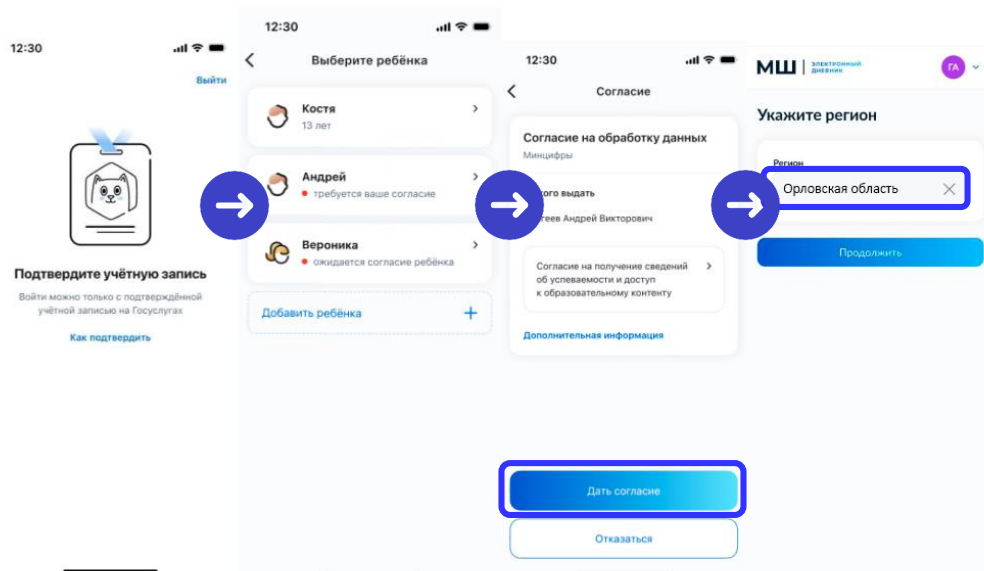 12:30
Выйти
Подтвердите учётную запись
Войти можно только с подтверждённой
учётной записью на Госуслугах
Как подтвердить
12:30
Выберите ребёнка
Костя
13 лет
Андрей
требуется ваше согласие
Вероника
ожидается согласие ребёнка
Добавить ребёнка
12:30
Согласие
Согласие на обработку данных
Минцифры
кого выдать
геев Андрей Викторович
Согласие на получение сведений
об успеваемости и доступ
к образовательному контенту
Дополнительная информация
Дать согласие
Отказаться
МШ | ЭЛЕКТРОННЫЙ
ДНЕВНИК
ГА
Укажите регион
Регион
Орловская область
Продолжить